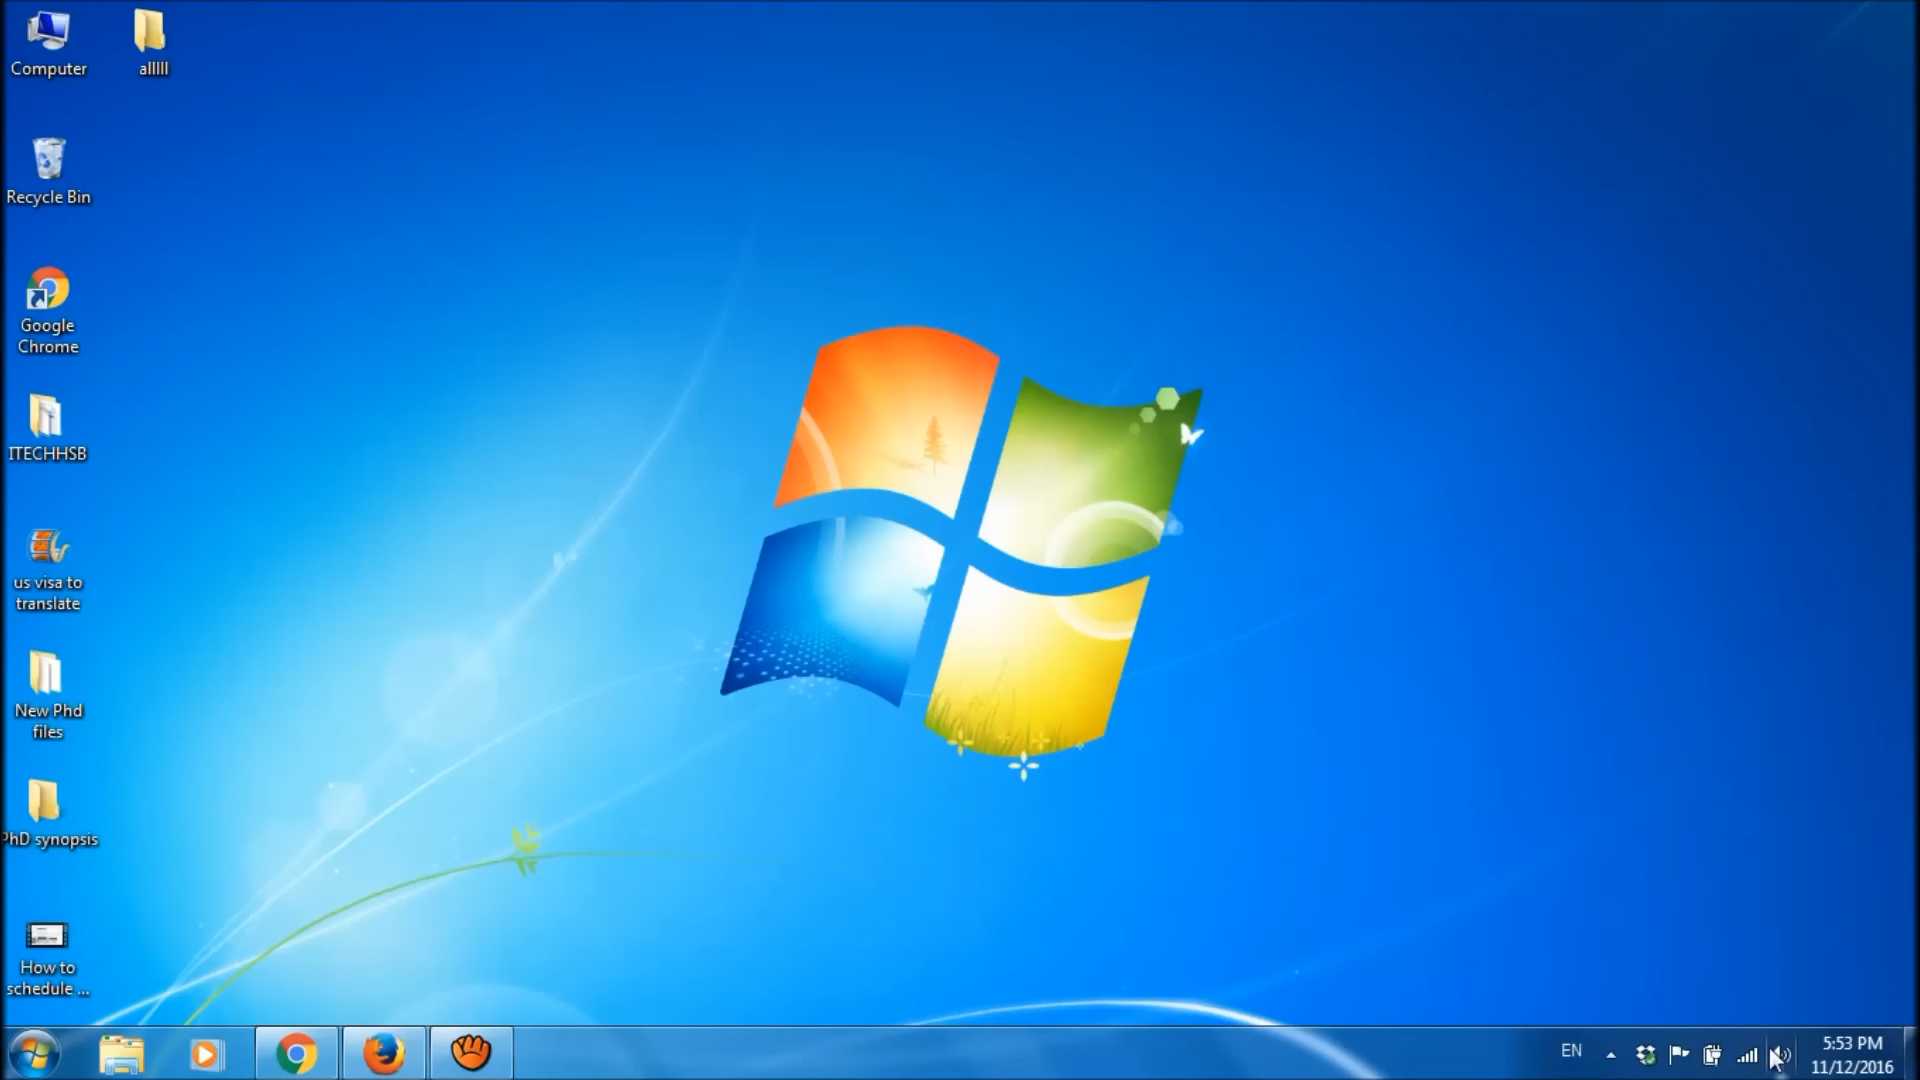 Computer
alllll
Recycle Bin
Google
Chrome
ITECHHSB
us visa to
translate
New Phd
files
PhD synopsis
How to
schedule ...
EN
5:53 PM
11/12/2016